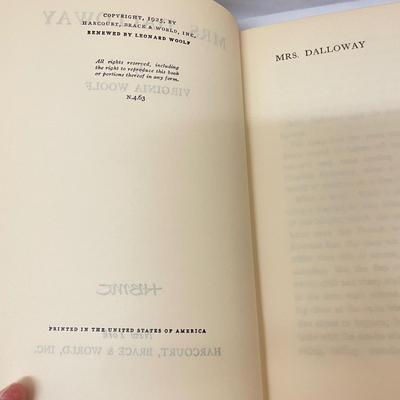 COPYRIGHT, 1925, BY
HARCOURT, BRACE & WORLD, INC.
RENEWED BY LEONARD WOOLF
All rights reserved, including
the right to reproduce this book
or portions thereof in any form.
N.4.63
PRINTED IN THE UNITED STATES OF AMERICA
MRS. DALLOWAY